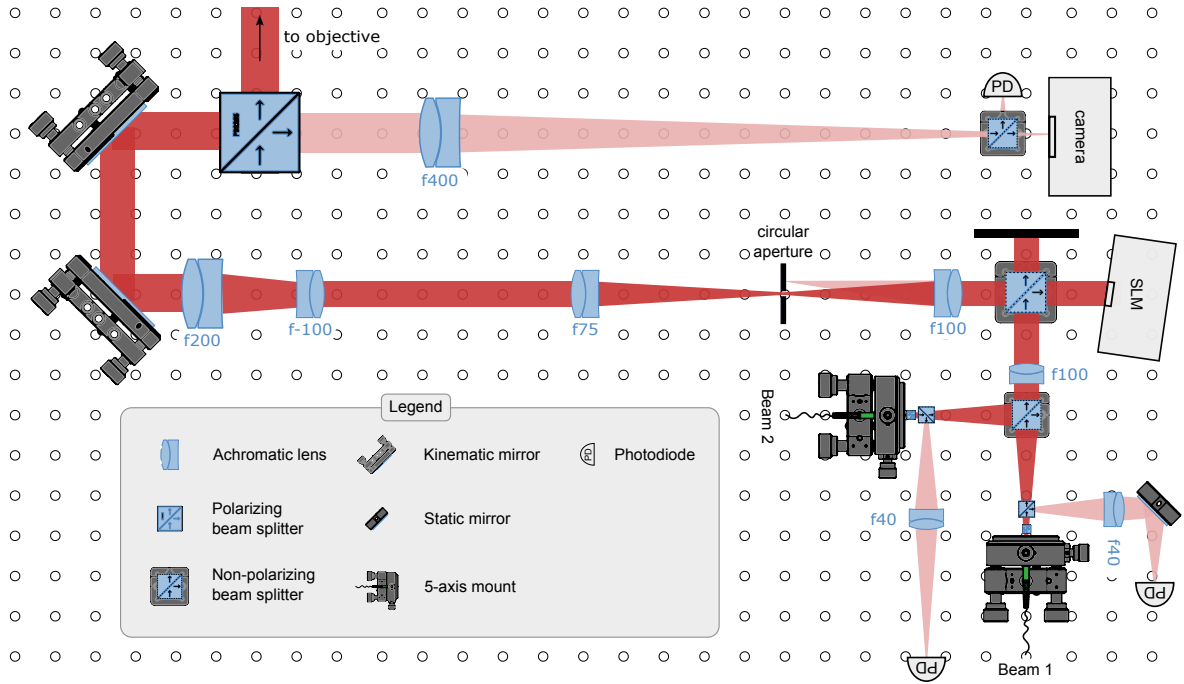 to objective
PD
camera
f400
circular
aperture
SLM
f200
f-100
f75
f100
f100
Beam 2
Legend
Achromatic lens
Kinematic mirror
PD
Photodiode
Polarizing
beam splitter
Static mirror
Non-polarizing
beam splitter
5-axis mount
f40
f40
PD
PD
Beam 1